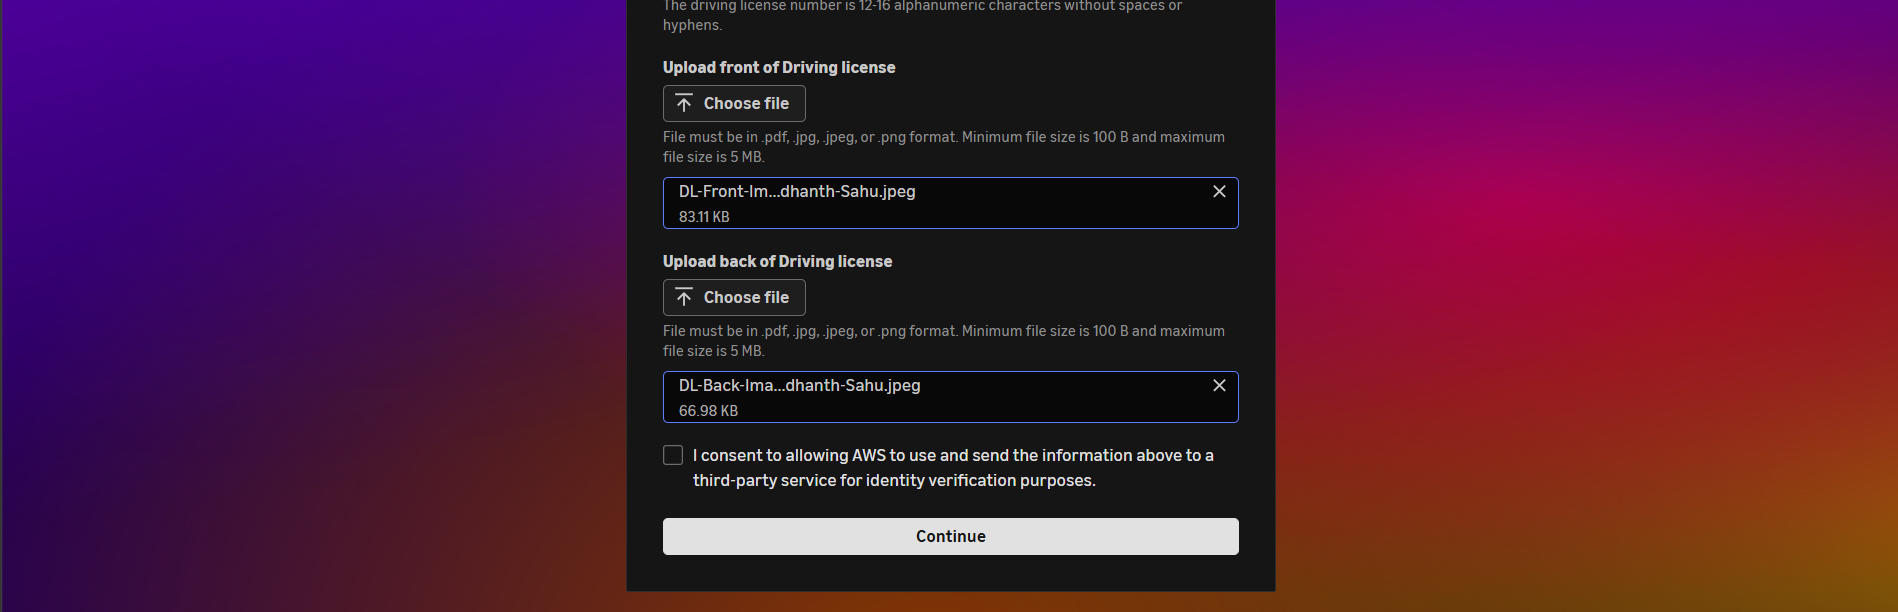 The driving license number is 12-16 alphanumeric characters without spaces or
hyphens.
Upload front of Driving license
Choose file
File must be in .pdf, .jpg, .jpeg, or .png format. Minimum file size is 100 B and maximum
file size is 5 MB.
DL-Front-Im...dhanth-Sahu.jpeg
83.11 KB
Upload back of Driving license
Choose file
File must be in .pdf, .jpg, .jpeg, or .png format. Minimum file size is 100 B and maximum
file size is 5 MB.
DL-Back-Ima...dhanth-Sahu.jpeg
66.98 KB
I consent to allowing AWS to use and send the information above to a
third-party service for identity verification purposes.
Continue